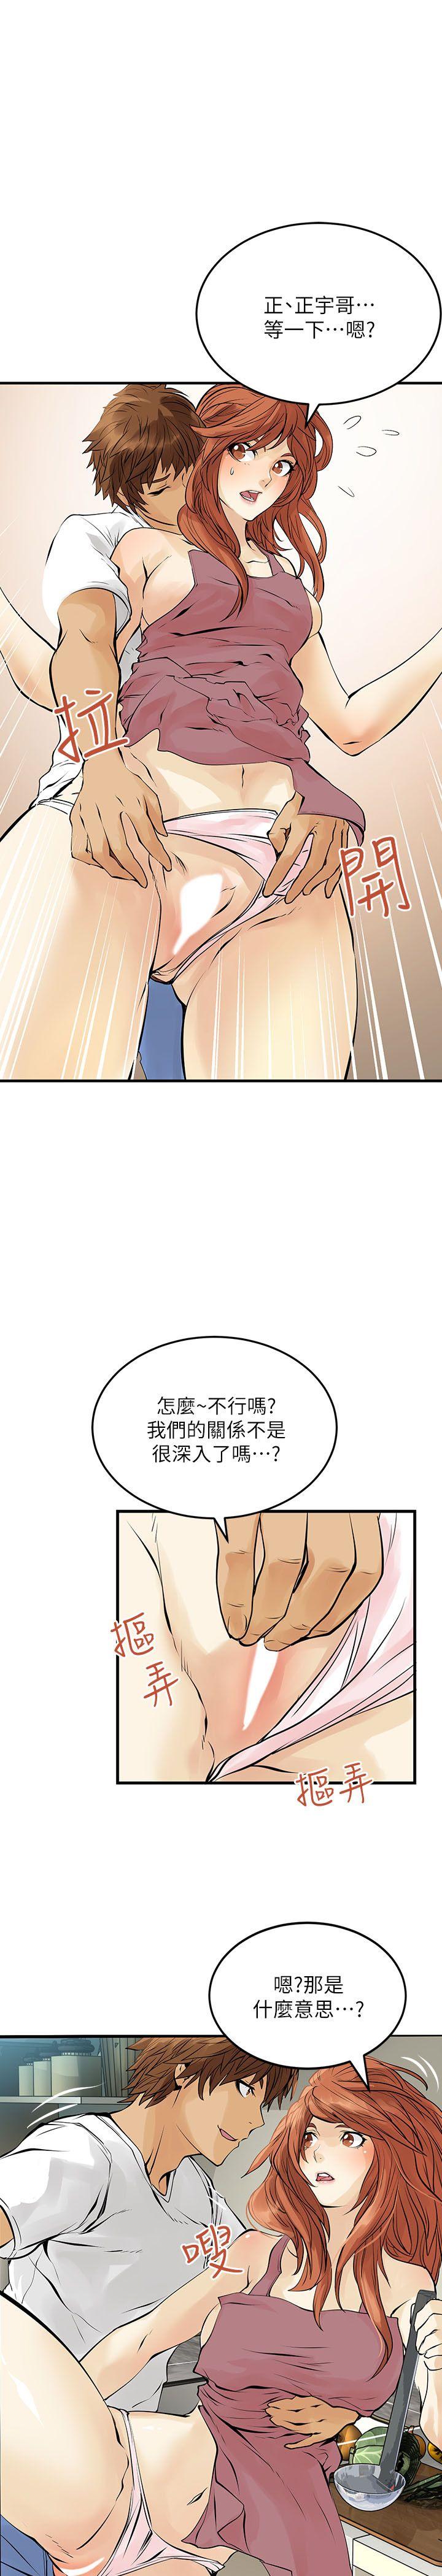 正、正宇哥…
等一下…嗯?
拉
開
怎麼~不行嗎?
我們的關係不是
很深入了嗎…?
摳弄
摳弄
嗯?那是
什麼意思…?
嗖